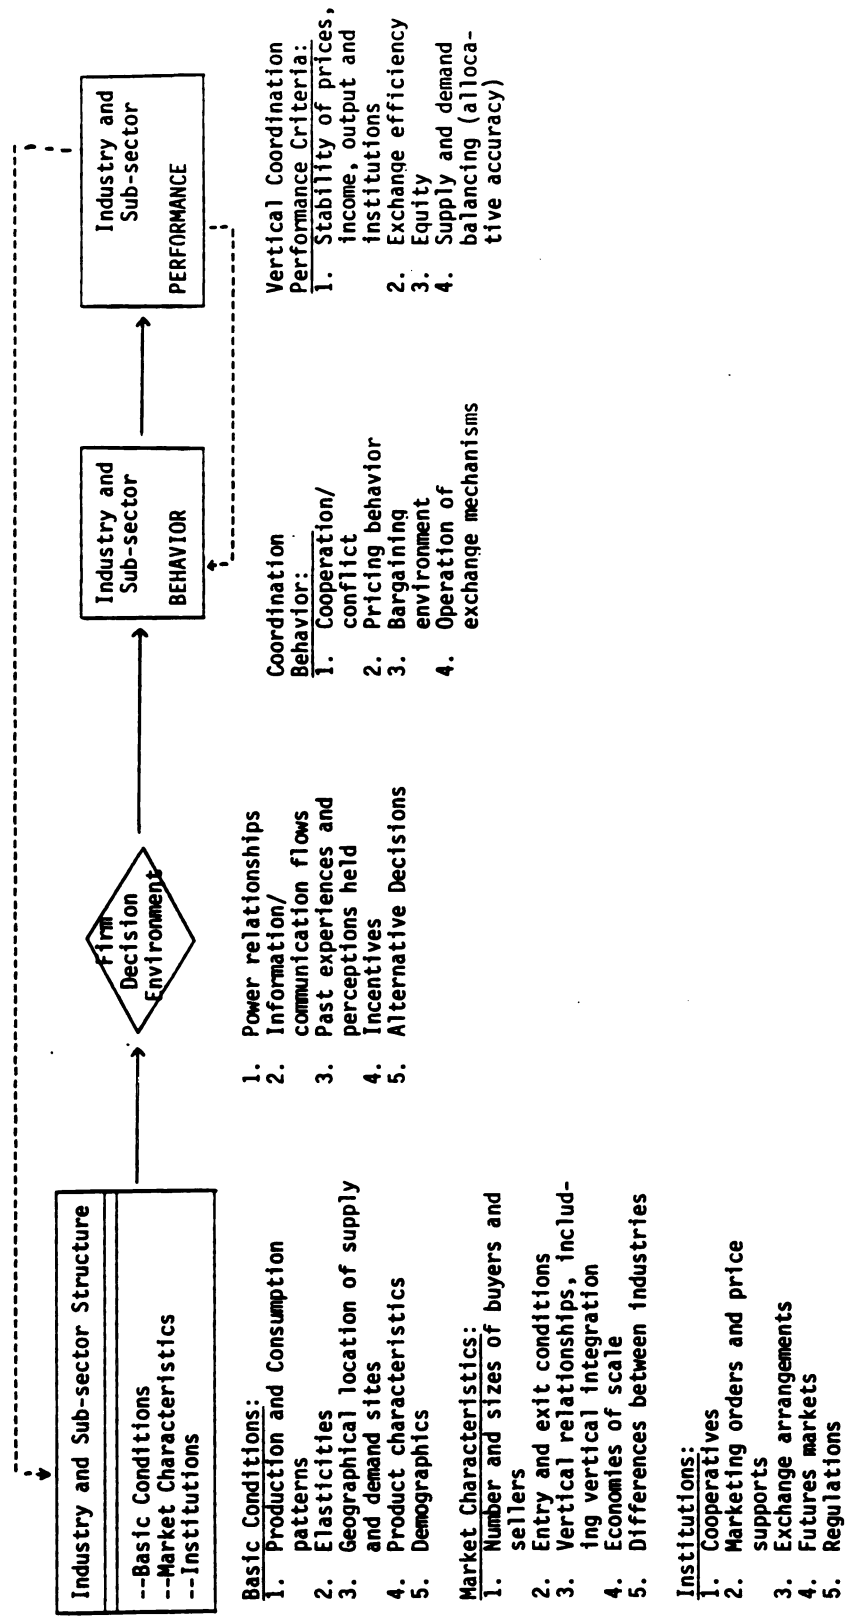 Industry and Sub-sector Structure
--Basic Conditions
--Market Characteristics
--Institutions
Basic Conditions:
1. Production and Consumption
patterns
2. Elasticities
3. Geographical location of supply
and demand sites
4. Product characteristics
5. Demographics
Market Characteristics:
1. Number and sizes of buyers and
sellers
2. Entry and exit conditions
3. Vertical relationships, includ-
ing vertical integration
4. Economies of scale
5. Differences between industries
Institutions:
1. Cooperatives
2. Marketing orders and price
supports
3. Exchange arrangements
4. Futures markets
5. Regulations
Firm
Decision
Environment
1. Power relationships
2. Information/
communication flows
3. Past experiences and
perceptions held
4. Incentives
5. Alternative Decisions
Industry and
Sub-sector
BEHAVIOR
Coordination
Behavior:
1. Cooperation/
conflict
2. Pricing behavior
3. Bargaining
environment
4. Operation of
exchange mechanisms
Industry and
Sub-sector
PERFORMANCE
Vertical Coordination
Performance Criteria:
1. Stability of prices,
income, output and
institutions
2. Exchange efficiency
3. Equity
4. Supply and demand
balancing (alloca-
tive accuracy)